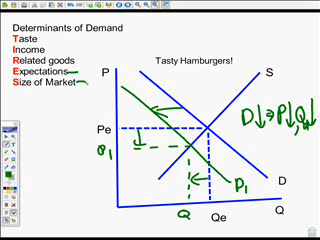 Determinants of Demand
Taste
Income
Related goods
Expectations
Size of Market
Tasty Hamburgers!
P
S
D↓⇒P↓,Q↓
Pe
P1
D1
D
Q
Qe
Q